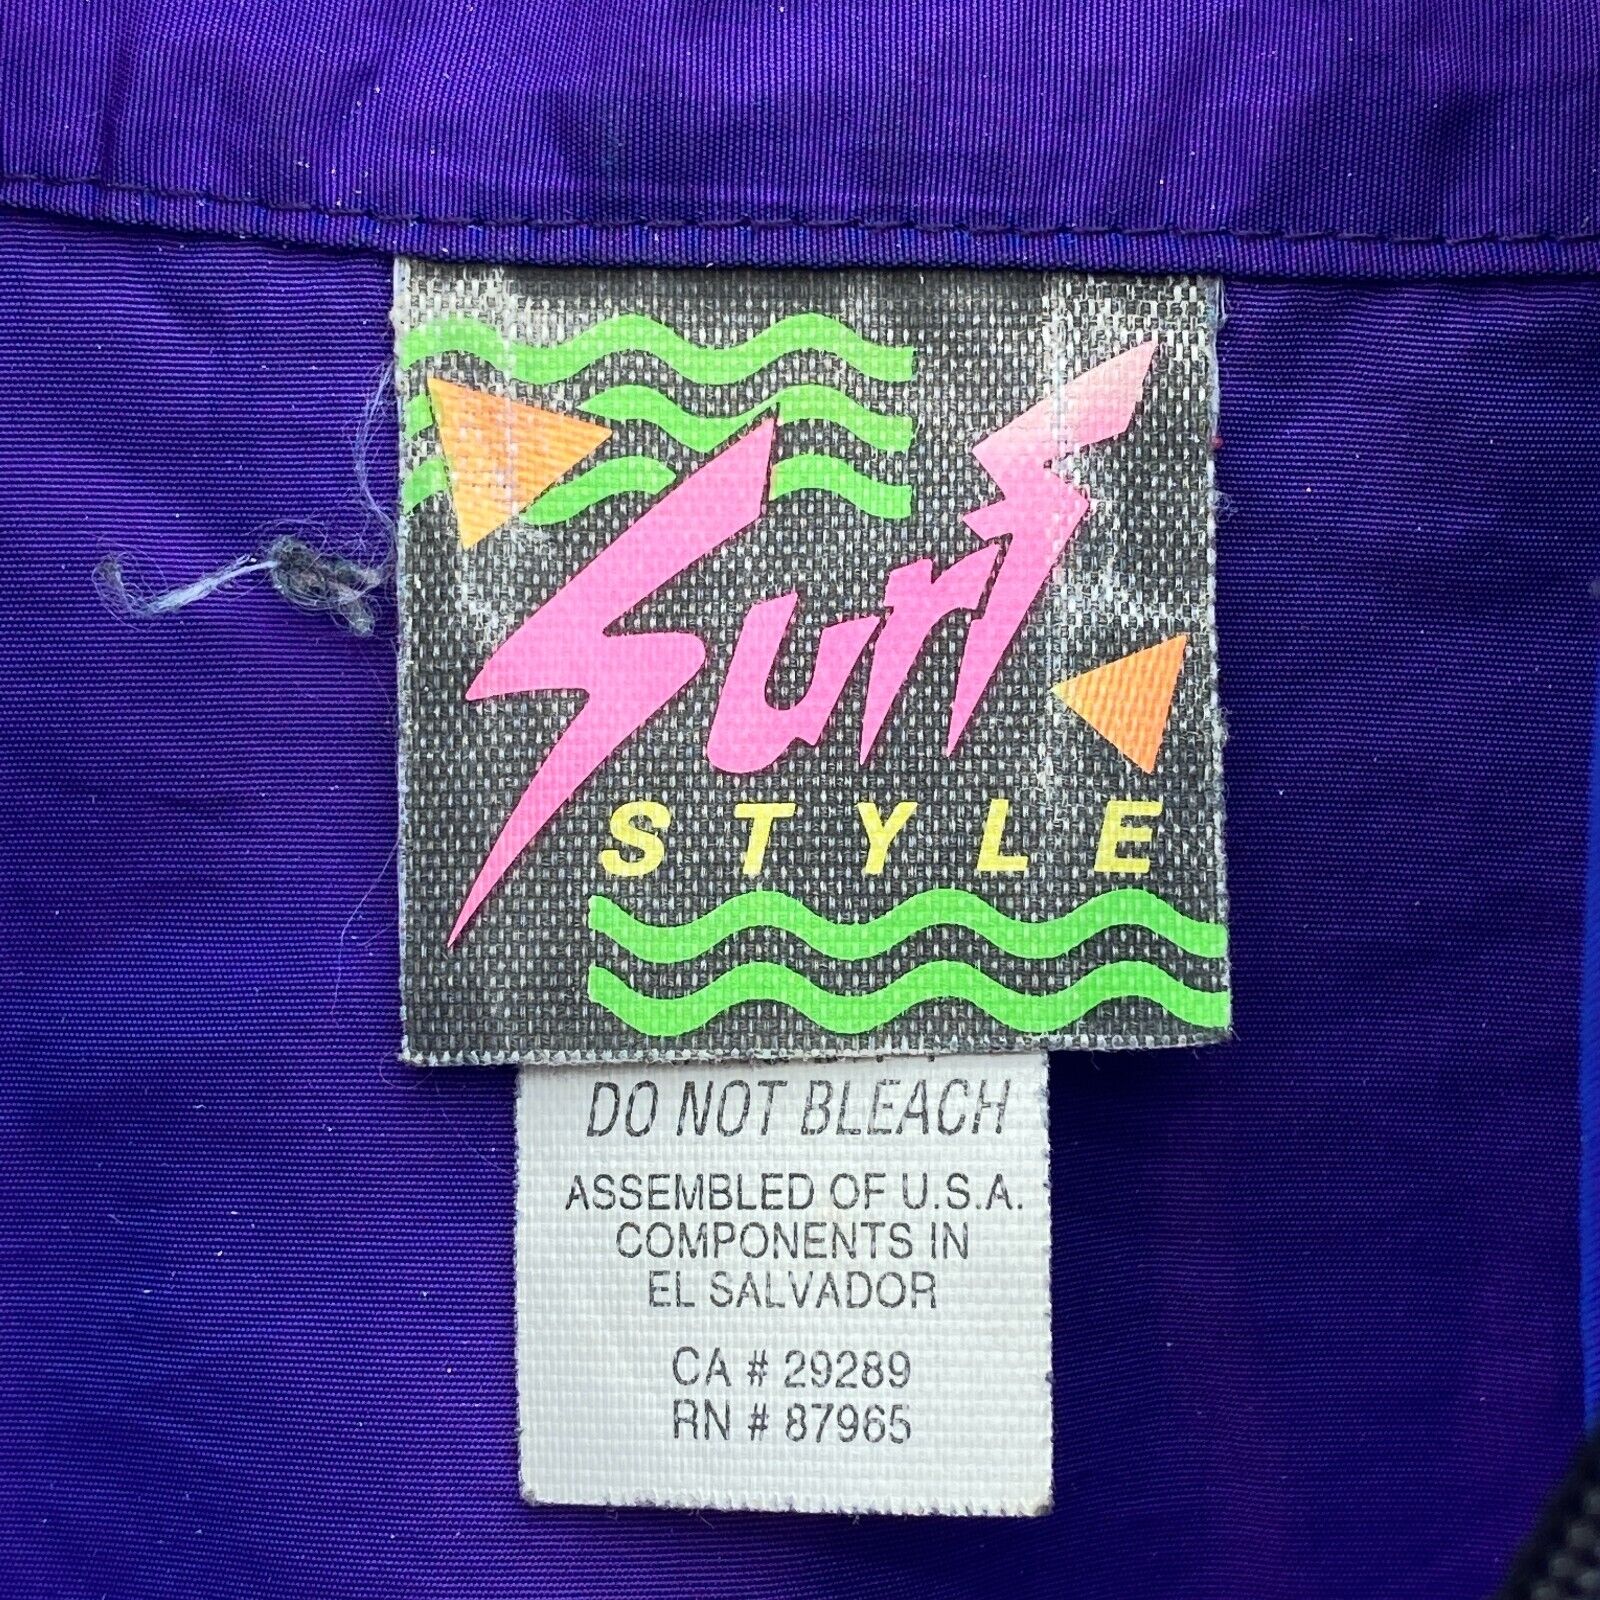 Surf
STYLE
DO NOT BLEACH
ASSEMBLED OF U.S.A.
COMPONENTS IN
EL SALVADOR
CA # 29289
RN # 87965